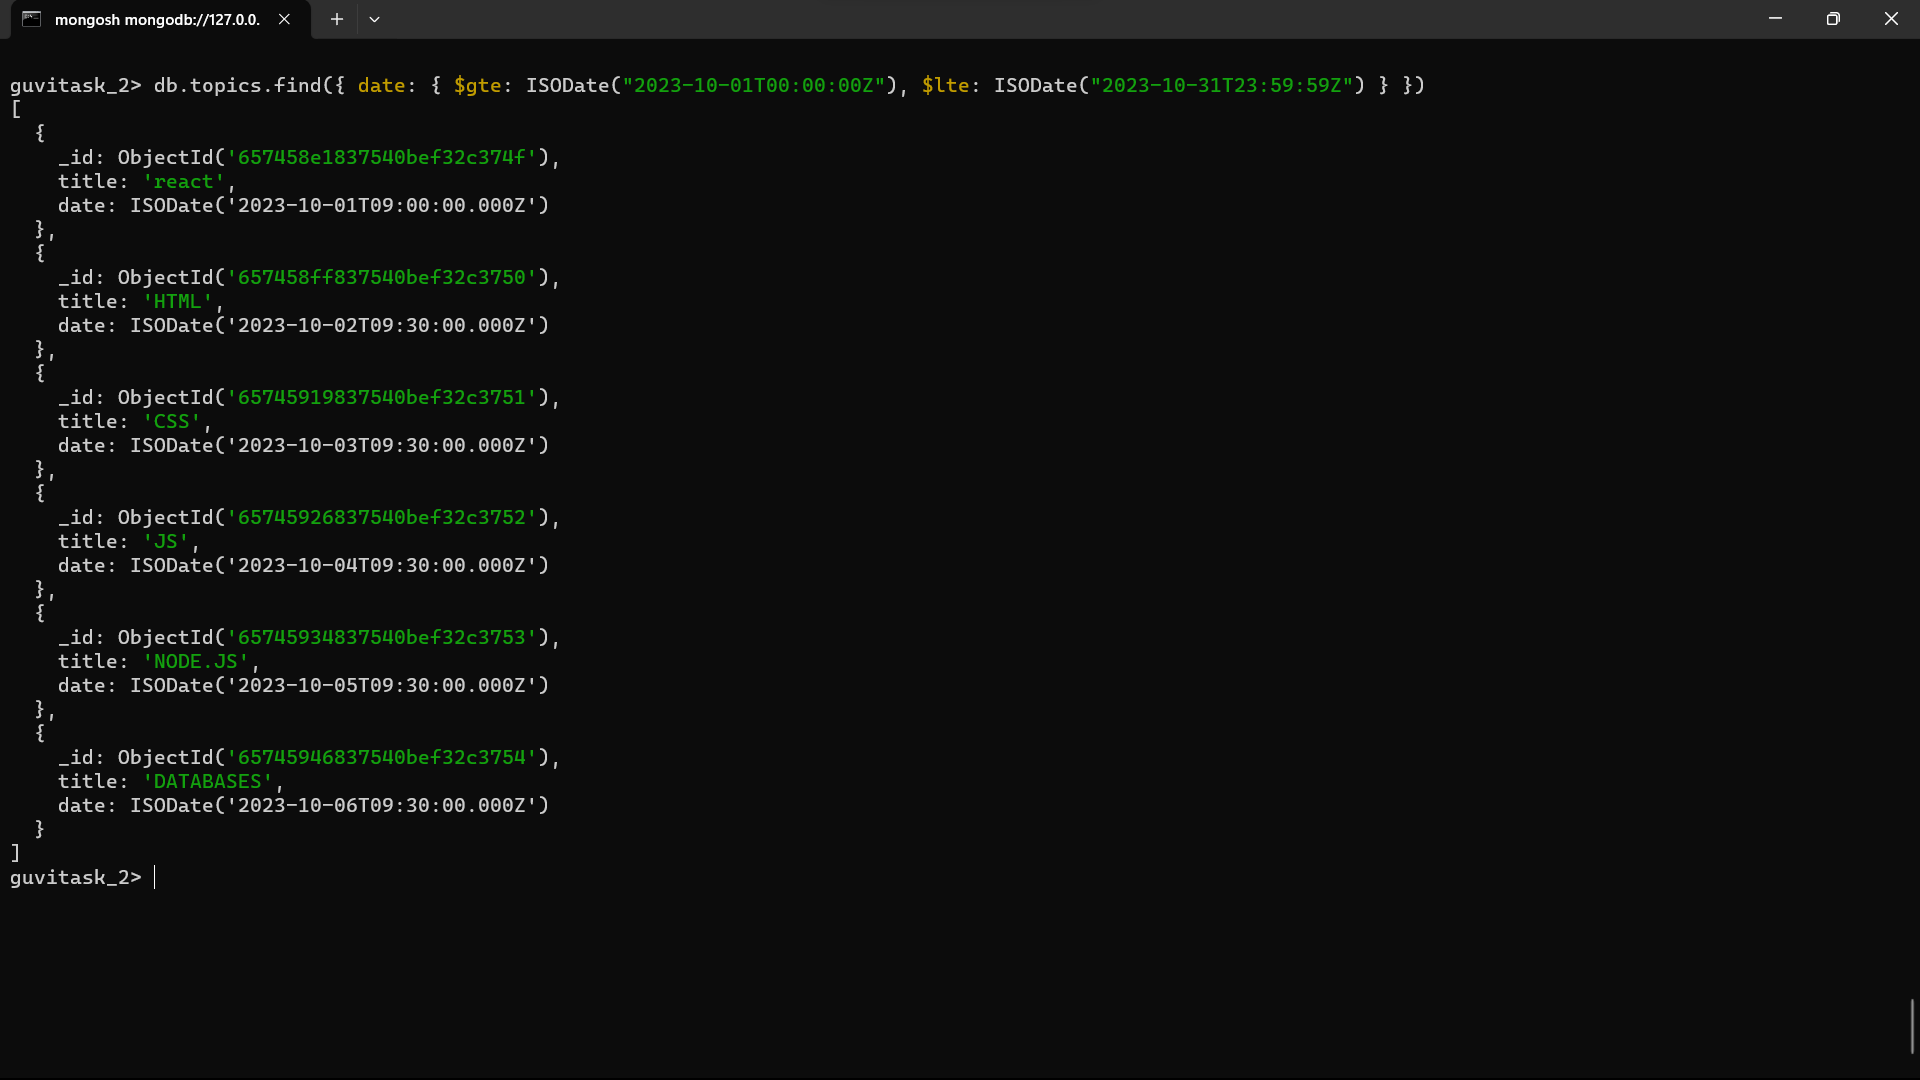 mongosh mongodb://127.0.0.
guvitask_2> db.topics.find({ date: { $gte: ISODate("2023-10-01T00:00:00Z"), $lte: ISODate("2023-10-31T23:59:59Z") } })
[
  {
    _id: ObjectId('657458e1837540bef32c374f'),
    title: 'react',
    date: ISODate('2023-10-01T09:00:00.000Z')
  },
  {
    _id: ObjectId('657458ff837540bef32c3750'),
    title: 'HTML',
    date: ISODate('2023-10-02T09:30:00.000Z')
  },
  {
    _id: ObjectId('657459198375​40bef32c3751'),
    title: 'CSS',
    date: ISODate('2023-10-03T09:30:00.000Z')
  },
  {
    _id: ObjectId('65745926837540bef32c3752'),
    title: 'JS',
    date: ISODate('2023-10-04T09:30:00.000Z')
  },
  {
    _id: ObjectId('65745934837540bef32c3753'),
    title: 'NODE.JS',
    date: ISODate('2023-10-05T09:30:00.000Z')
  },
  {
    _id: ObjectId('65745946837540bef32c3754'),
    title: 'DATABASES',
    date: ISODate('2023-10-06T09:30:00.000Z')
  }
]
guvitask_2>